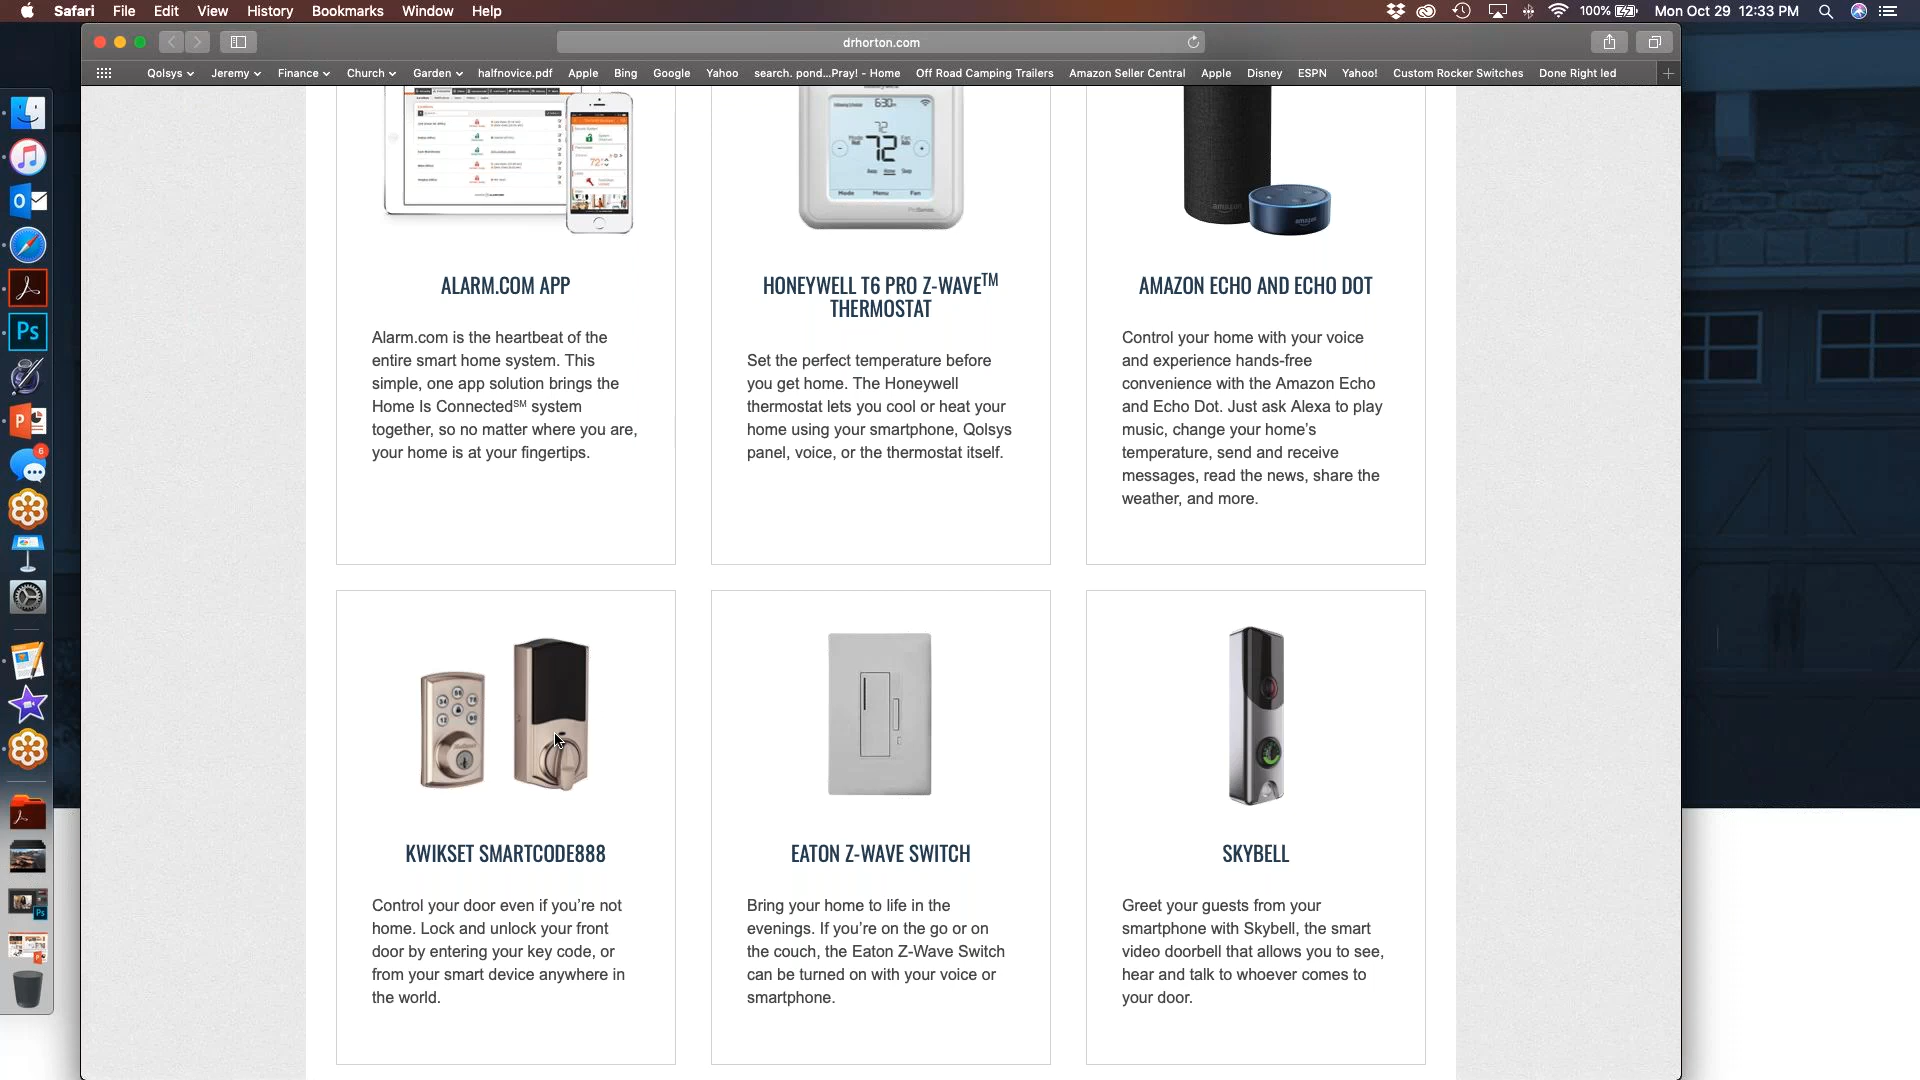 Safari File Edit View History Bookmarks Window Help
100% Mon Oct 29 12:33 PM
drhorton.com
Qolsys Jeremy Finance Church Garden halfnovice.pdf Apple Bing Google Yahoo search. pond...Pray! - Home Off Road Camping Trailers Amazon Seller Central Apple Disney ESPN Yahoo! Custom Rocker Switches Done Right led
6:30
72
72
Mode Menu Fan
amazon
amazon
ALARM.COM APP
Alarm.com is the heartbeat of the
entire smart home system. This
simple, one app solution brings the
Home Is Connected℠ system
together, so no matter where you are,
your home is at your fingertips.
HONEYWELL T6 PRO Z-WAVE™
THERMOSTAT
Set the perfect temperature before
you get home. The Honeywell
thermostat lets you cool or heat your
home using your smartphone, Qolsys
panel, voice, or the thermostat itself.
AMAZON ECHO AND ECHO DOT
Control your home with your voice
and experience hands-free
convenience with the Amazon Echo
and Echo Dot. Just ask Alexa to play
music, change your home's
temperature, send and receive
messages, read the news, share the
weather, and more.
KWIKSET SMARTCODE888
Control your door even if you're not
home. Lock and unlock your front
door by entering your key code, or
from your smart device anywhere in
the world.
EATON Z-WAVE SWITCH
Bring your home to life in the
evenings. If you're on the go or on
the couch, the Eaton Z-Wave Switch
can be turned on with your voice or
smartphone.
SKYBELL
Greet your guests from your
smartphone with Skybell, the smart
video doorbell that allows you to see,
hear and talk to whoever comes to
your door.
Ps
6